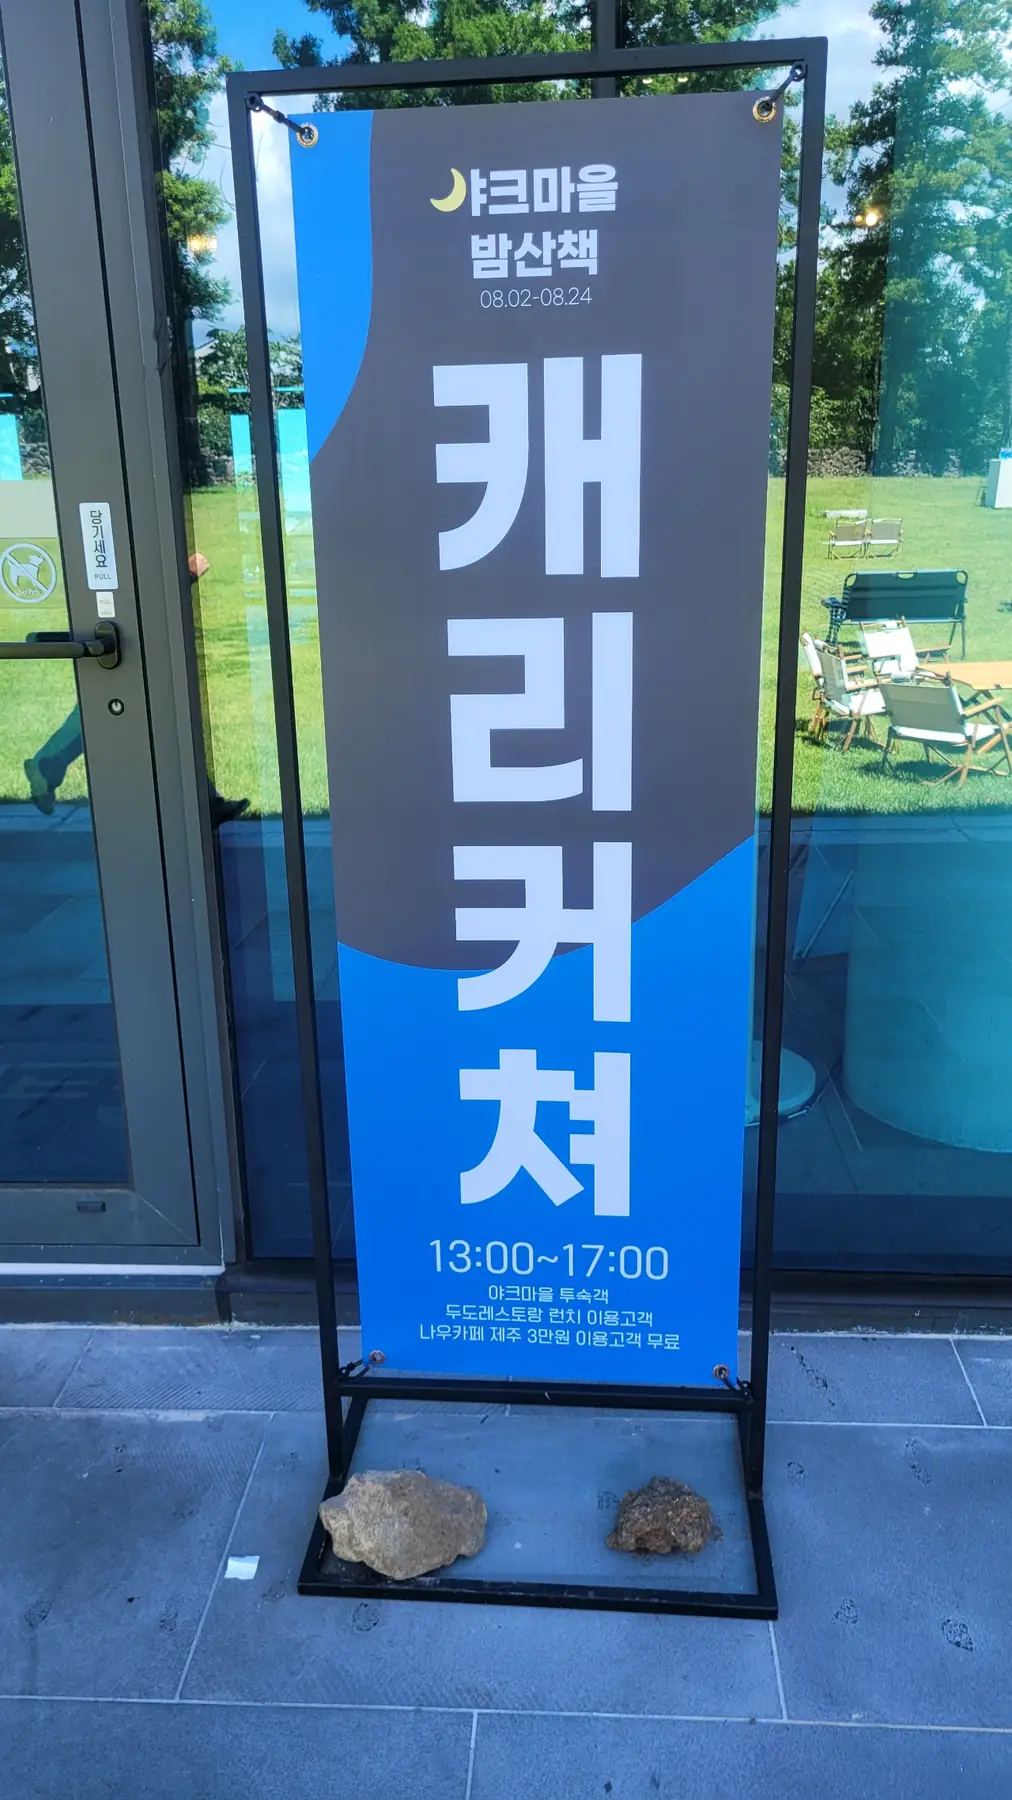 야크마을
밤산책
08.02-08.24
캐리커쳐
13:00~17:00
야크마을 투숙객
두도레스토랑 런치 이용고객
나우카페 제주 3만원 이용고객 무료
당기세요
PULL